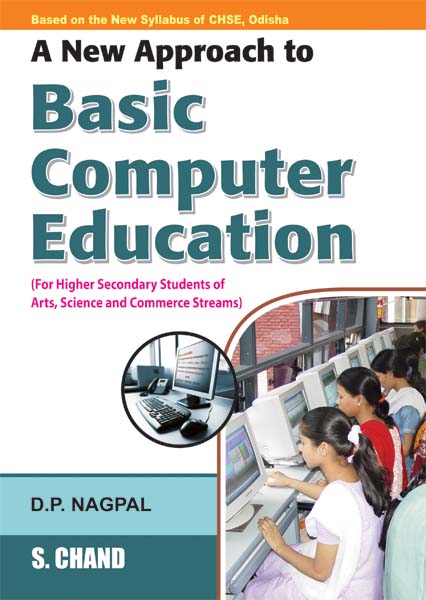 Based on the New Syllabus of CHSE, Odisha
A New Approach to
Basic
Computer
Education
(For Higher Secondary Students of
Arts, Science and Commerce Streams)
D.P. NAGPAL
S. CHAND